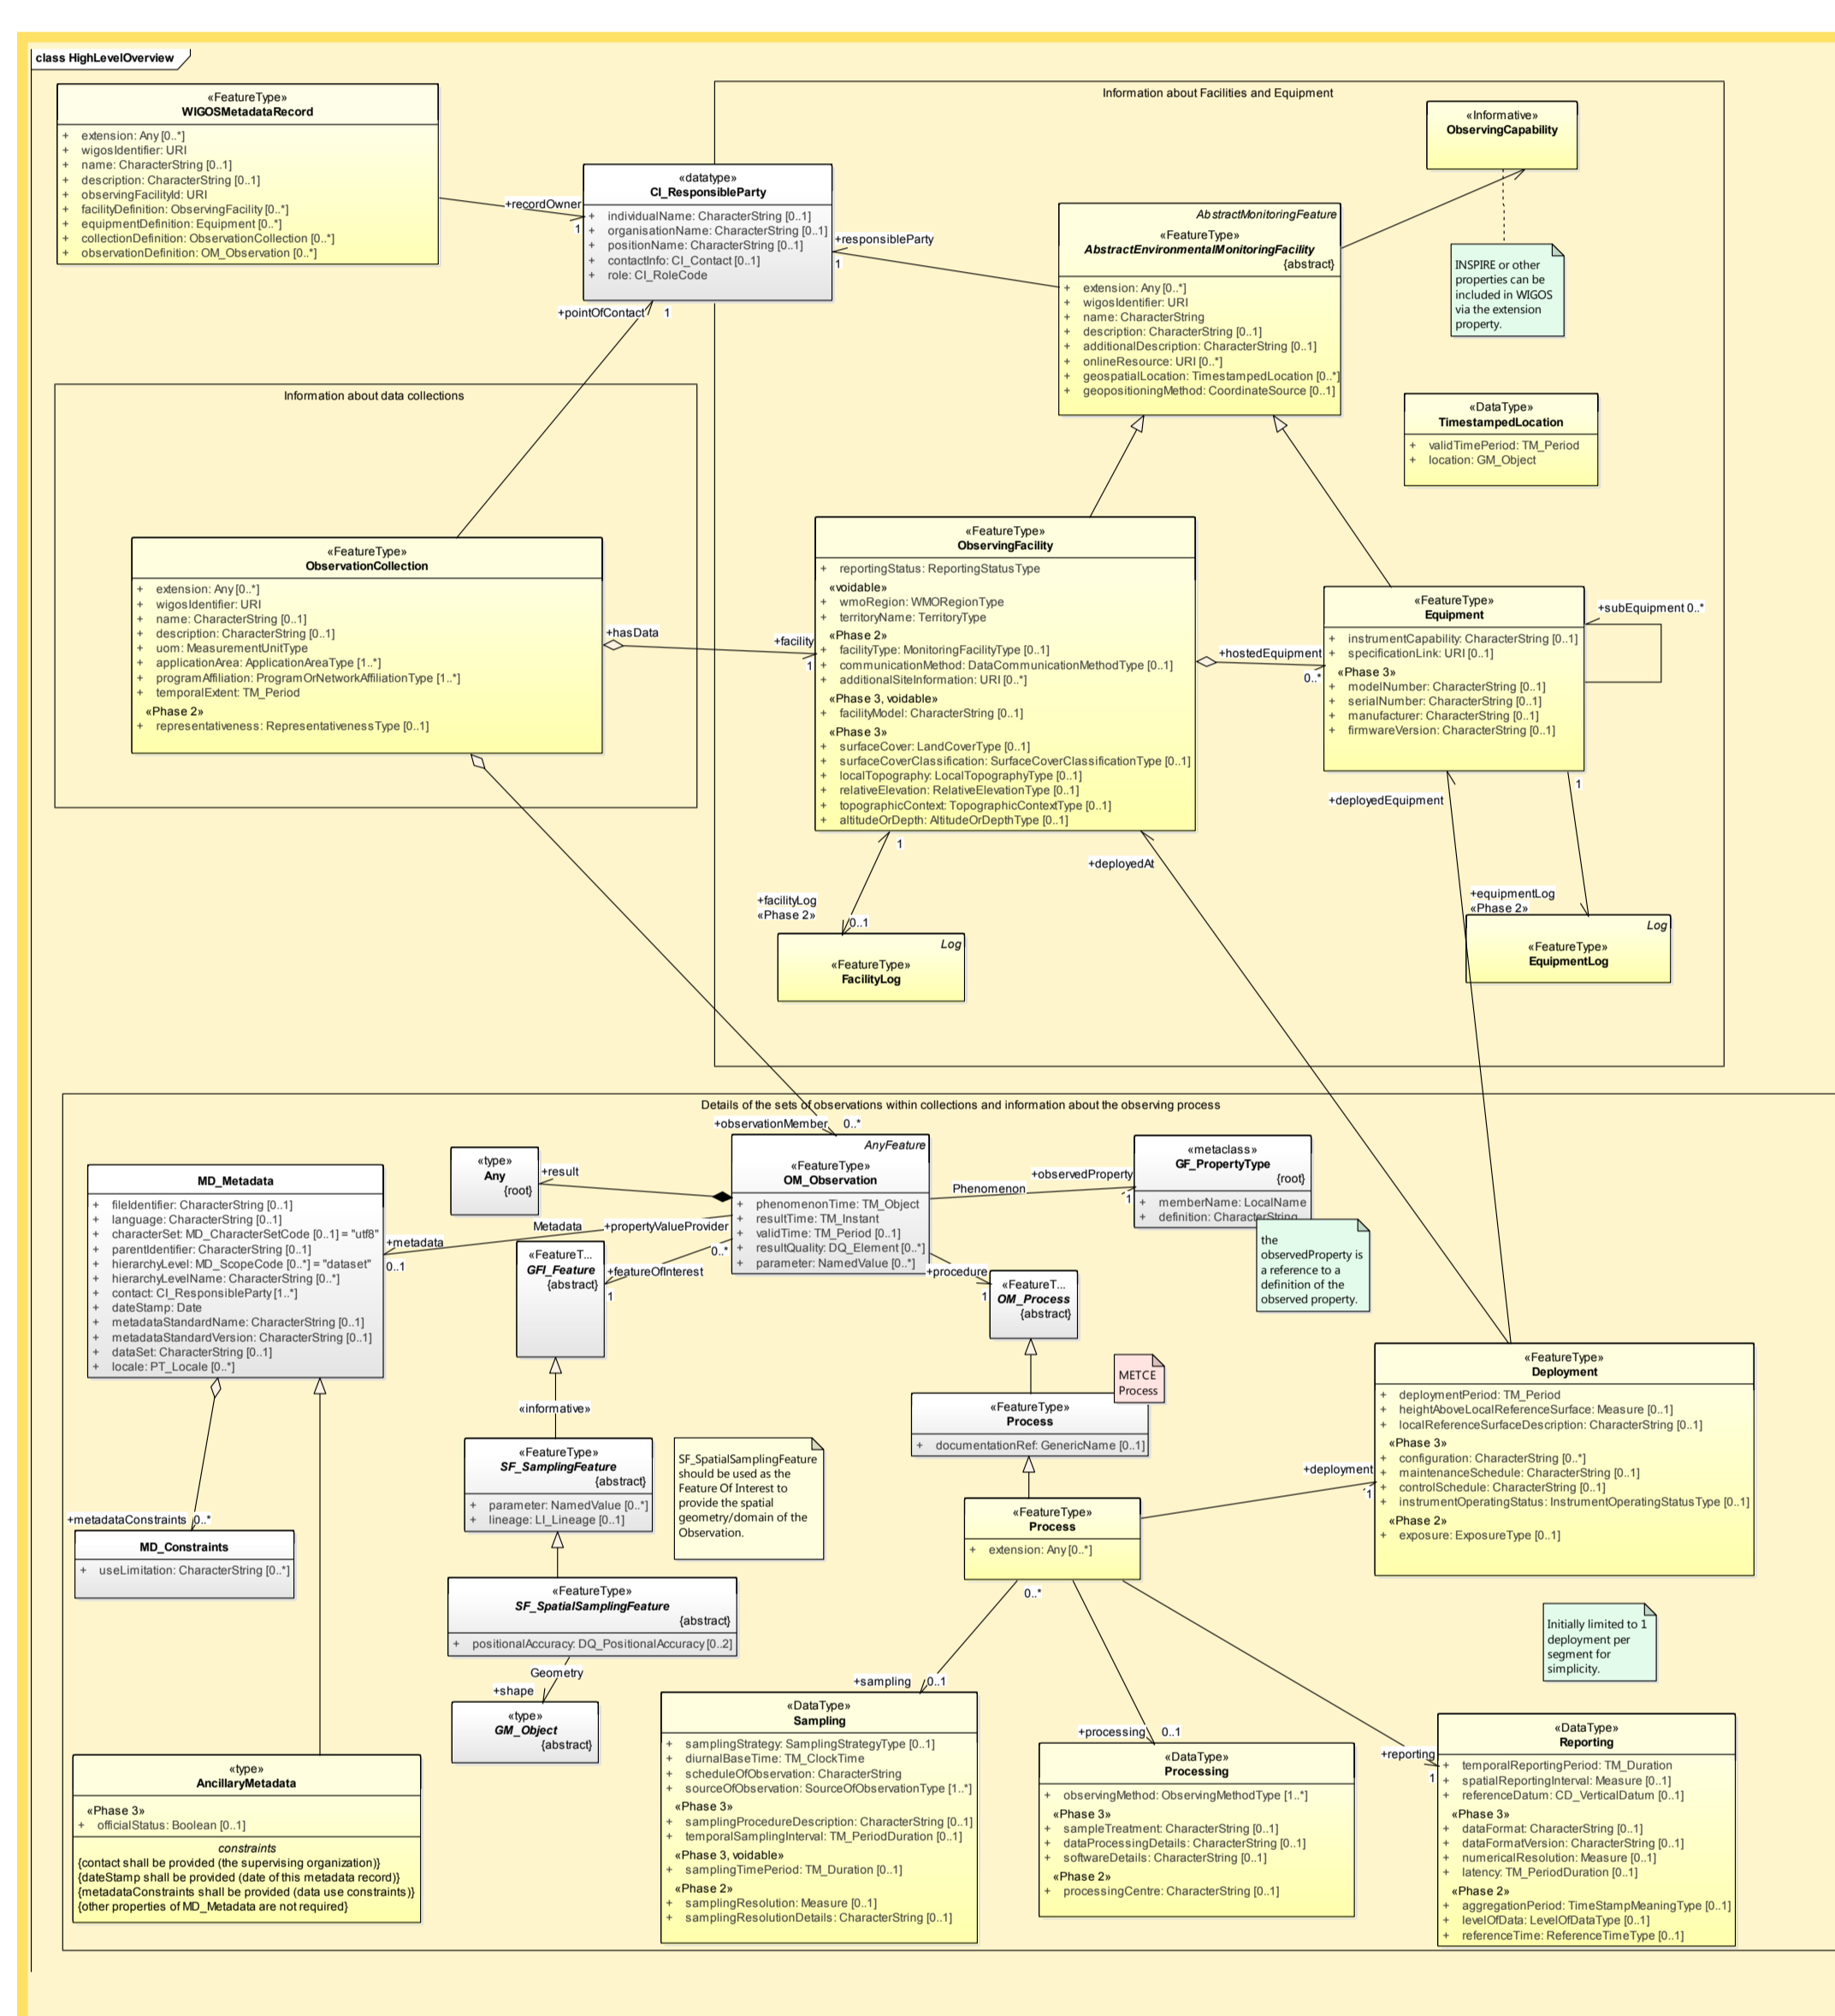 class HighLevelOverview
«FeatureType»
WIGOSMetadataRecord
+ extension: Any [0..*]
+ wigosIdentifier: URI
+ name: CharacterString [0..1]
+ description: CharacterString [0..1]
+ observingFacilityId: URI
+ facilityDefinition: ObservingFacility [0..*]
+ equipmentDefinition: Equipment [0..*]
+ collectionDefinition: ObservationCollection [0..*]
+ observationDefinition: OM_Observation [0..*]
+recordOwner
1
Information about Facilities and Equipment
«datatype»
CI_ResponsibleParty
+ individualName: CharacterString [0..1]
+ organisationName: CharacterString [0..1]
+ positionName: CharacterString [0..1]
+ contactInfo: CI_Contact [0..1]
+ role: CI_RoleCode
+responsibleParty
1
+pointOfContact
1
«Informative»
ObservingCapability
AbstractMonitoringFeature
«FeatureType»
AbstractEnvironmentalMonitoringFacility
{abstract}
+ extension: Any [0..*]
+ wigosIdentifier: URI
+ name: CharacterString
+ description: CharacterString [0..1]
+ additionalDescription: CharacterString [0..1]
+ onlineResource: URI [0..*]
+ geospatialLocation: TimestampedLocation [0..*]
+ geopositioningMethod: CoordinateSource [0..1]
INSPIRE or other
properties can be
included in WIGOS
via the extension
property.
«DataType»
TimestampedLocation
+ validTimePeriod: TM_Period
+ location: GM_Object
Information about data collections
«FeatureType»
ObservationCollection
+ extension: Any [0..*]
+ wigosIdentifier: URI
+ name: CharacterString [0..1]
+ description: CharacterString [0..1]
+ uom: MeasurementUnitType
+ applicationArea: ApplicationAreaType [1..*]
+ programAffiliation: ProgramOrNetworkAffiliationType [1..*]
+ temporalExtent: TM_Period
«Phase 2»
+ representativeness: RepresentativenessType [0..1]
+hasData
+facility
1
«FeatureType»
ObservingFacility
+ reportingStatus: ReportingStatusType
«voidable»
+ wmoRegion: WMORegionType
+ territoryName: TerritoryType
«Phase 2»
+ facilityType: MonitoringFacilityType [0..1]
+ communicationMethod: DataCommunicationMethodType [0..1]
+ additionalSiteInformation: URI [0..*]
«Phase 3, voidable»
+ facilityModel: CharacterString [0..1]
«Phase 3»
+ surfaceCover: LandCoverType [0..1]
+ surfaceCoverClassification: SurfaceCoverClassificationType [0..1]
+ localTopography: LocalTopographyType [0..1]
+ relativeElevation: RelativeElevationType [0..1]
+ topographicContext: TopographicContextType [0..1]
+ altitudeOrDepth: AltitudeOrDepthType [0..1]
+hostedEquipment
0..*
«FeatureType»
Equipment
+ instrumentCapability: CharacterString [0..1]
+ specificationLink: URI [0..1]
«Phase 3»
+ modelNumber: CharacterString [0..1]
+ serialNumber: CharacterString [0..1]
+ manufacturer: CharacterString [0..1]
+ firmwareVersion: CharacterString [0..1]
+subEquipment 0..*
+deployedEquipment
1
1
+deployedAt
+facilityLog
«Phase 2»
0..1
+equipmentLog
«Phase 2»
Log
«FeatureType»
FacilityLog
Log
«FeatureType»
EquipmentLog
Details of the sets of observations within collections and information about the observing process
+observationMember 0..*
«type»
Any
{root}
+result
AnyFeature
«FeatureType»
OM_Observation
+ phenomenonTime: TM_Object
+ resultTime: TM_Instant
+ validTime: TM_Period [0..1]
+ resultQuality: DQ_Element [0..*]
+ parameter: NamedValue [0..*]
Phenomenon
+observedProperty
1
«metaclass»
GF_PropertyType
{root}
+ memberName: LocalName
+ definition: CharacterString
the
observedProperty is
a reference to a
definition of the
observed property.
MD_Metadata
+ fileIdentifier: CharacterString [0..1]
+ language: CharacterString [0..1]
+ characterSet: MD_CharacterSetCode [0..1] = "utf8"
+ parentIdentifier: CharacterString [0..1]
+ hierarchyLevel: MD_ScopeCode [0..*] = "dataset"
+ hierarchyLevelName: CharacterString [0..*]
+ contact: CI_ResponsibleParty [1..*]
+ dateStamp: Date
+ metadataStandardName: CharacterString [0..1]
+ metadataStandardVersion: CharacterString [0..1]
+ dataSet: CharacterString [0..1]
+ locale: PT_Locale [0..*]
Metadata
+metadata
0..1
+propertyValueProvider
0..*
+featureOfInterest
1
«FeatureT...
GFI_Feature
{abstract}
+procedure
1
«FeatureT...
OM_Process
{abstract}
METCE
Process
«FeatureType»
Process
+ documentationRef: GenericName [0..1]
«informative»
«FeatureType»
SF_SamplingFeature
{abstract}
+ parameter: NamedValue [0..*]
+ lineage: LI_Lineage [0..1]
SF_SpatialSamplingFeature
should be used as the
Feature Of Interest to
provide the spatial
geometry/domain of the
Observation.
«FeatureType»
Deployment
+ deploymentPeriod: TM_Period
+ heightAboveLocalReferenceSurface: Measure [0..1]
+ localReferenceSurfaceDescription: CharacterString [0..1]
«Phase 3»
+ configuration: CharacterString [0..*]
+ maintenanceSchedule: CharacterString [0..1]
+ controlSchedule: CharacterString [0..1]
+ instrumentOperatingStatus: InstrumentOperatingStatusType [0..1]
«Phase 2»
+ exposure: ExposureType [0..1]
+deployment
1
«FeatureType»
Process
+ extension: Any [0..*]
0..*
+metadataConstraints 0..*
MD_Constraints
+ useLimitation: CharacterString [0..*]
«FeatureType»
SF_SpatialSamplingFeature
{abstract}
+ positionalAccuracy: DQ_PositionalAccuracy [0..2]
Geometry
+shape
«type»
GM_Object
{abstract}
Initially limited to 1
deployment per
segment for
simplicity.
+sampling 0..1
«DataType»
Sampling
+ samplingStrategy: SamplingStrategyType [0..1]
+ diurnalBaseTime: TM_ClockTime
+ scheduleOfObservation: CharacterString
+ sourceOfObservation: SourceOfObservationType [1..*]
«Phase 3»
+ samplingProcedureDescription: CharacterString [0..1]
+ temporalSamplingInterval: TM_PeriodDuration [0..1]
«Phase 3, voidable»
+ samplingTimePeriod: TM_Duration [0..1]
«Phase 2»
+ samplingResolution: Measure [0..1]
+ samplingResolutionDetails: CharacterString [0..1]
+processing 0..1
«DataType»
Processing
+ observingMethod: ObservingMethodType [1..*]
«Phase 3»
+ sampleTreatment: CharacterString [0..1]
+ dataProcessingDetails: CharacterString [0..1]
+ softwareDetails: CharacterString [0..1]
«Phase 2»
+ processingCentre: CharacterString [0..1]
+reporting
1
«DataType»
Reporting
+ temporalReportingPeriod: TM_Duration
+ spatialReportingInterval: Measure [0..1]
+ referenceDatum: CD_VerticalDatum [0..1]
«Phase 3»
+ dataFormat: CharacterString [0..1]
+ dataFormatVersion: CharacterString [0..1]
+ numericalResolution: Measure [0..1]
+ latency: TM_PeriodDuration [0..1]
«Phase 2»
+ aggregationPeriod: TimeStampMeaningType [0..1]
+ levelOfData: LevelOfDataType [0..1]
+ referenceTime: ReferenceTimeType [0..1]
«type»
AncillaryMetadata
«Phase 3»
+ officialStatus: Boolean [0..1]
constraints
{contact shall be provided (the supervising organization)}
{dateStamp shall be provided (date of this metadata record)}
{metadataConstraints shall be provided (data use constraints)}
{other properties of MD_Metadata are not required}